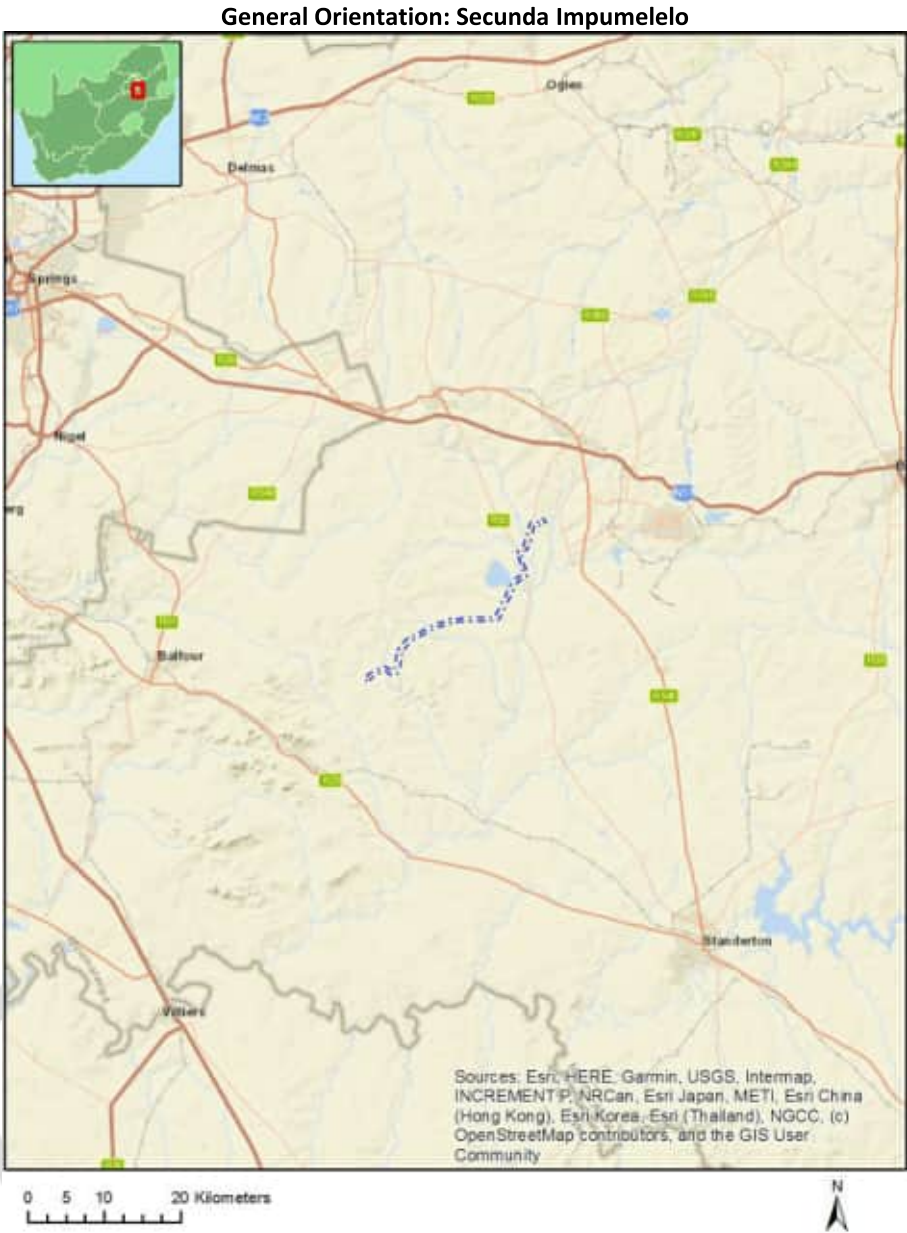 General Orientation: Secunda Impumelelo
Ogies
Delmas
Springs
Nigel
erg
Balfour
Standerton
Villiers
Sources: Esri, HERE, Garmin, USGS, Intermap,
INCREMENT P, NRCan, Esri Japan, METI, Esri China
(Hong Kong), Esri Korea, Esri (Thailand), NGCC, (c)
OpenStreetMap contributors, and the GIS User
Community
0 5 10 20 Kilometers
N